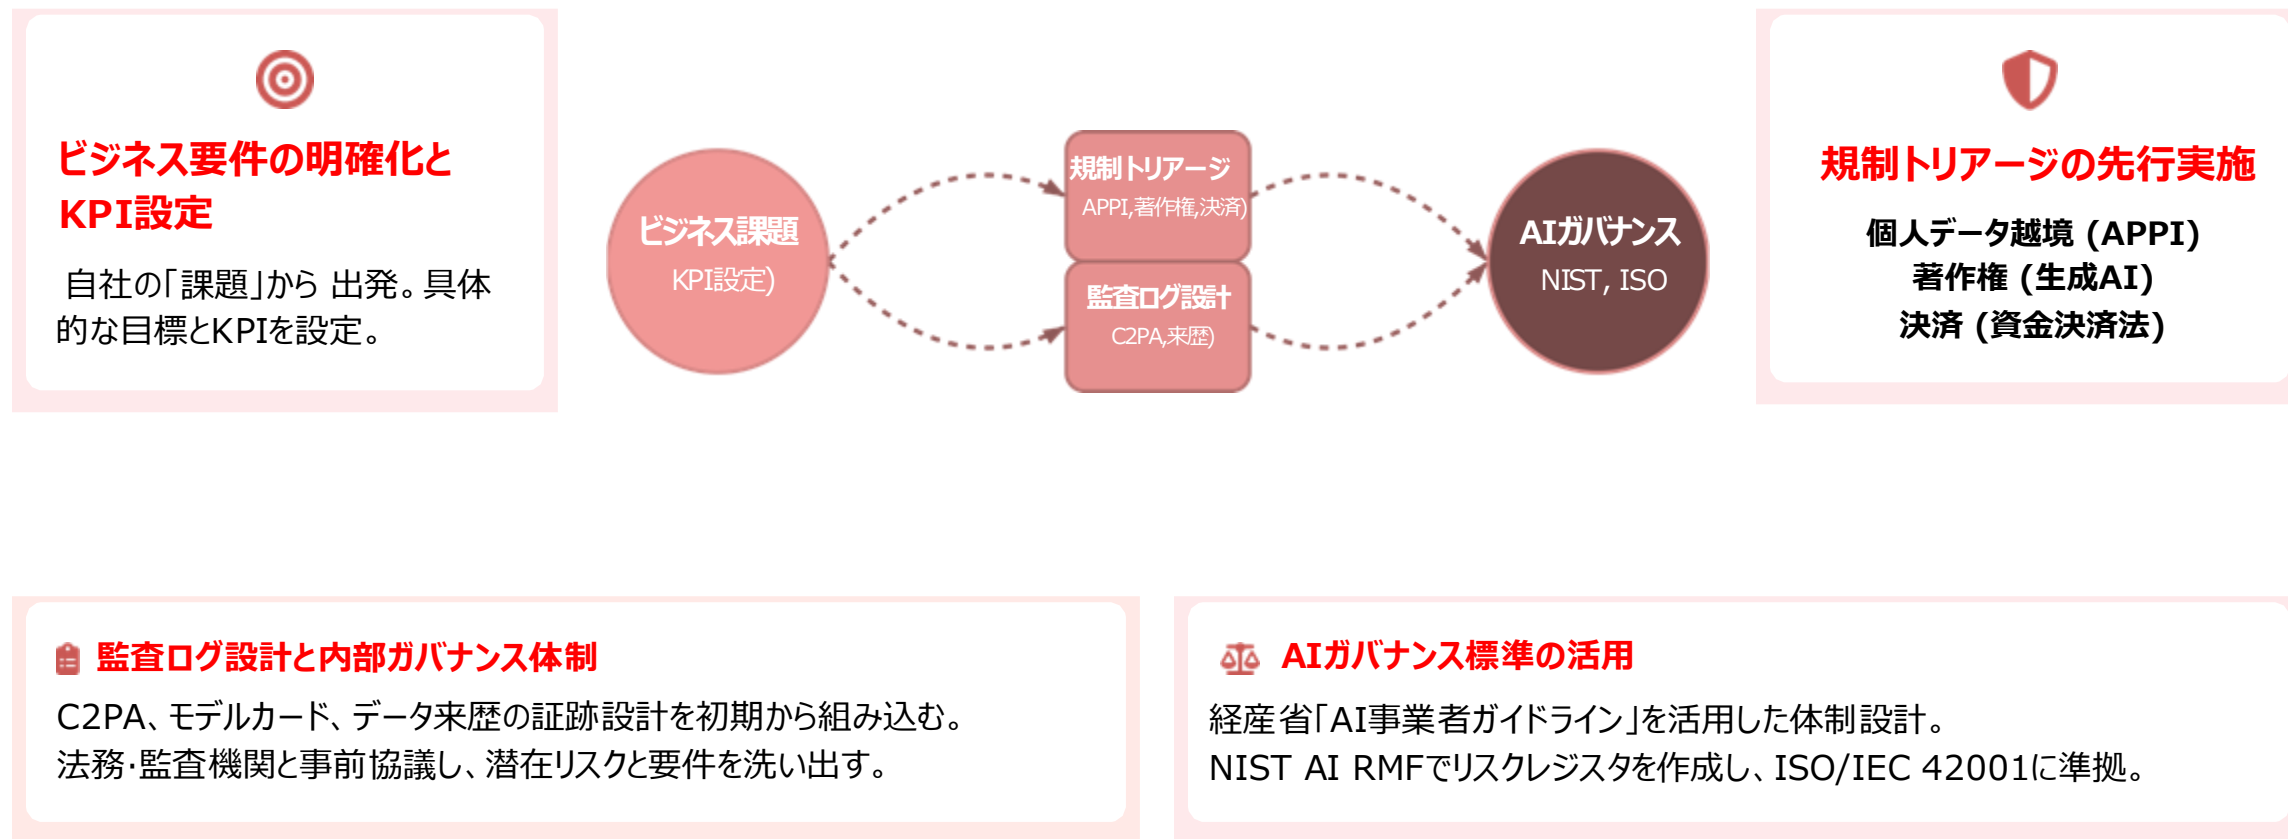 ビジネス要件の明確化と
KPI設定
自社の「課題」から 出発。具体
的な目標とKPIを設定。
ビジネス課題
KPI設定)
規制トリアージ
APPI,著作権,決済)
監査ログ設計
C2PA,来歴)
AIガバナンス
NIST, ISO
規制トリアージの先行実施
個人データ越境 (APPI)
著作権 (生成AI)
決済 (資金決済法)
監査ログ設計と内部ガバナンス体制
C2PA、モデルカード、データ来歴の証跡設計を初期から組み込む。
法務・監査機関と事前協議し、潜在リスクと要件を洗い出す。
AIガバナンス標準の活用
経産省「AI事業者ガイドライン」を活用した体制設計。
NIST AI RMFでリスクレジスタを作成し、ISO/IEC 42001に準拠。